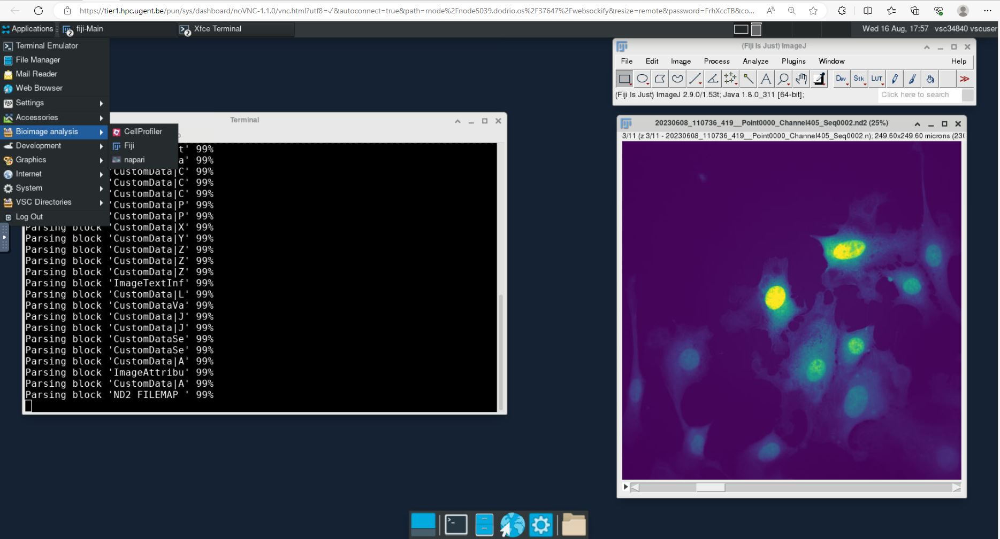 https://tier1.hpc.ugent.be/pun/sys/dashboard/noVNC-1.1.0/vnc.html?utf8=✓&autoconnect=true&path=rnode%2Fnode5039.dodrio.os%2F37647%2Fwebsockify&resize=remote&password=FrhXccTB&co...
Applications
2 fiji-Main
2 Xfce Terminal
Wed 16 Aug, 17:57 vsc34840 vscuser
Terminal Emulator
File Manager
Mail Reader
Web Browser
Settings
Accessories
Bioimage analysis
Development
Graphics
Internet
System
VSC Directories
Log Out
CellProfiler
Fiji
napari
Terminal
t' 99%
a' 99%
'CustomData|C' 99%
'CustomData|C' 99%
'CustomData|C' 99%
'CustomData|P' 99%
'CustomData|P' 99%
Parsing block 'CustomData|X' 99%
Parsing block 'CustomData|Y' 99%
Parsing block 'CustomData|Z' 99%
Parsing block 'CustomData|Z' 99%
Parsing block 'CustomData|Z' 99%
Parsing block 'ImageTextInf' 99%
Parsing block 'CustomData|L' 99%
Parsing block 'CustomDataVa' 99%
Parsing block 'CustomData|J' 99%
Parsing block 'CustomData|J' 99%
Parsing block 'CustomDataSe' 99%
Parsing block 'CustomDataSe' 99%
Parsing block 'CustomData|A' 99%
Parsing block 'ImageAttribu' 99%
Parsing block 'CustomData|A' 99%
Parsing block 'ND2 FILEMAP ' 99%
(Fiji Is Just) ImageJ
File Edit Image Process Analyze Plugins Window Help
Dev Stk LUT
(Fiji Is Just) ImageJ 2.9.0/1.53t; Java 1.8.0_311 [64-bit];
Click here to search
20230608_110736_419__Point0000_Channel405_Seq0002.nd2 (25%)
3/11 (z:3/11 - 20230608_110736_419__Point0000_Channel405_Seq0002.n); 249.60x249.60 microns (230